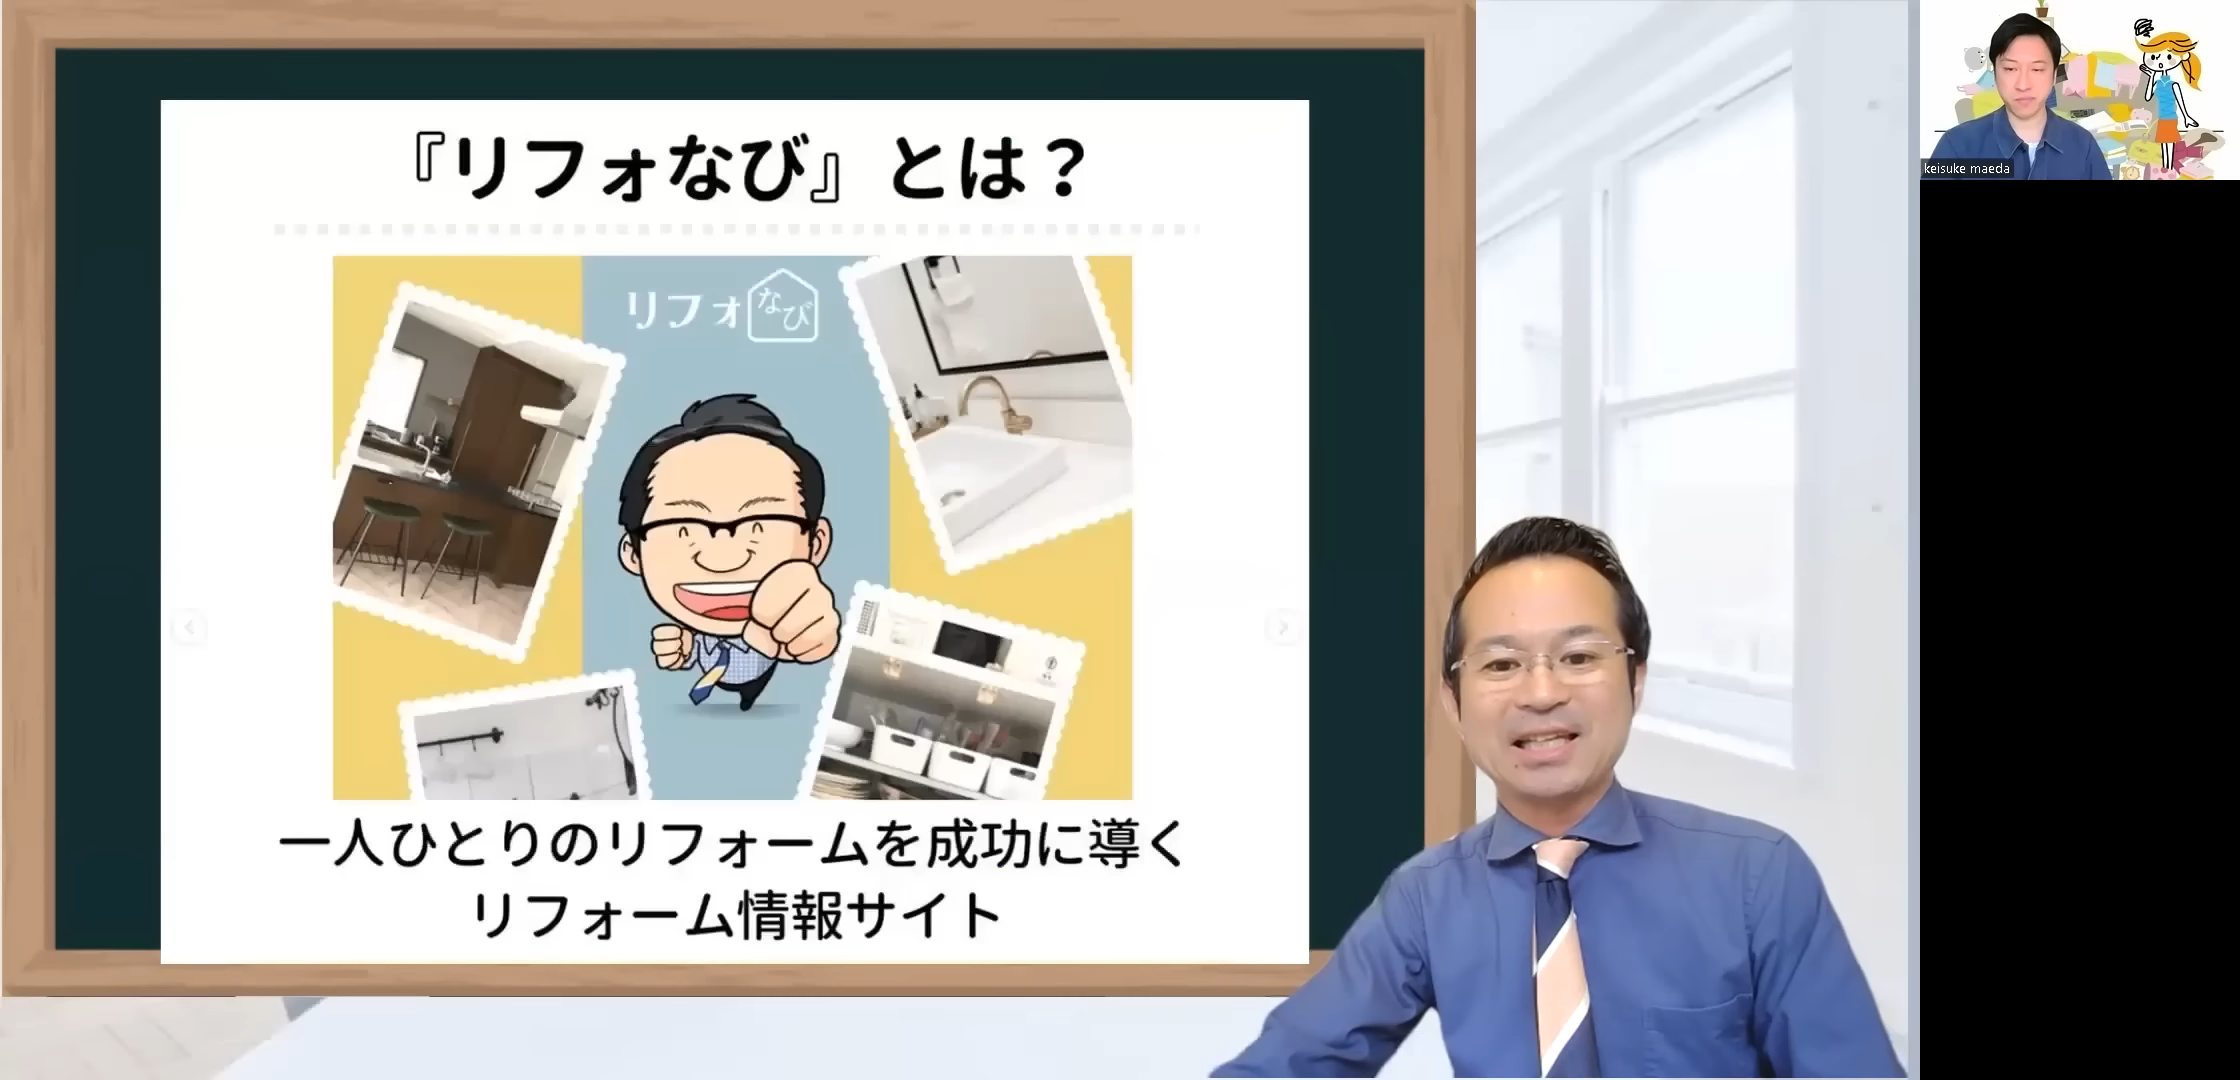 『リフォなび』とは？
リフォなび
一人ひとりのリフォームを成功に導く
リフォーム情報サイト
keisuke maeda